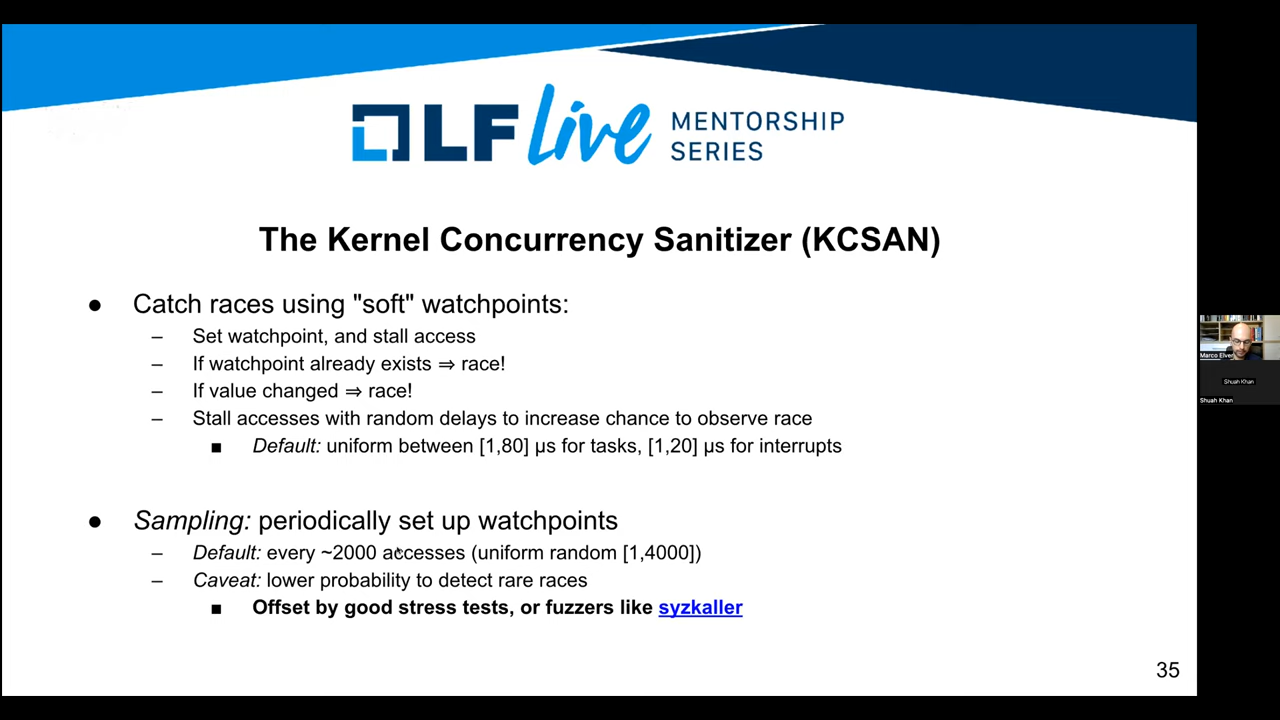 LF live MENTORSHIP
SERIES
The Kernel Concurrency Sanitizer (KCSAN)
● Catch races using "soft" watchpoints:
– Set watchpoint, and stall access
– If watchpoint already exists ⇒ race!
– If value changed ⇒ race!
– Stall accesses with random delays to increase chance to observe race
■ Default: uniform between [1,80] µs for tasks, [1,20] µs for interrupts
● Sampling: periodically set up watchpoints
– Default: every ~2000 accesses (uniform random [1,4000])
– Caveat: lower probability to detect rare races
■ Offset by good stress tests, or fuzzers like syzkaller
35
Marco Elver
Shuah Khan
Shuah Khan